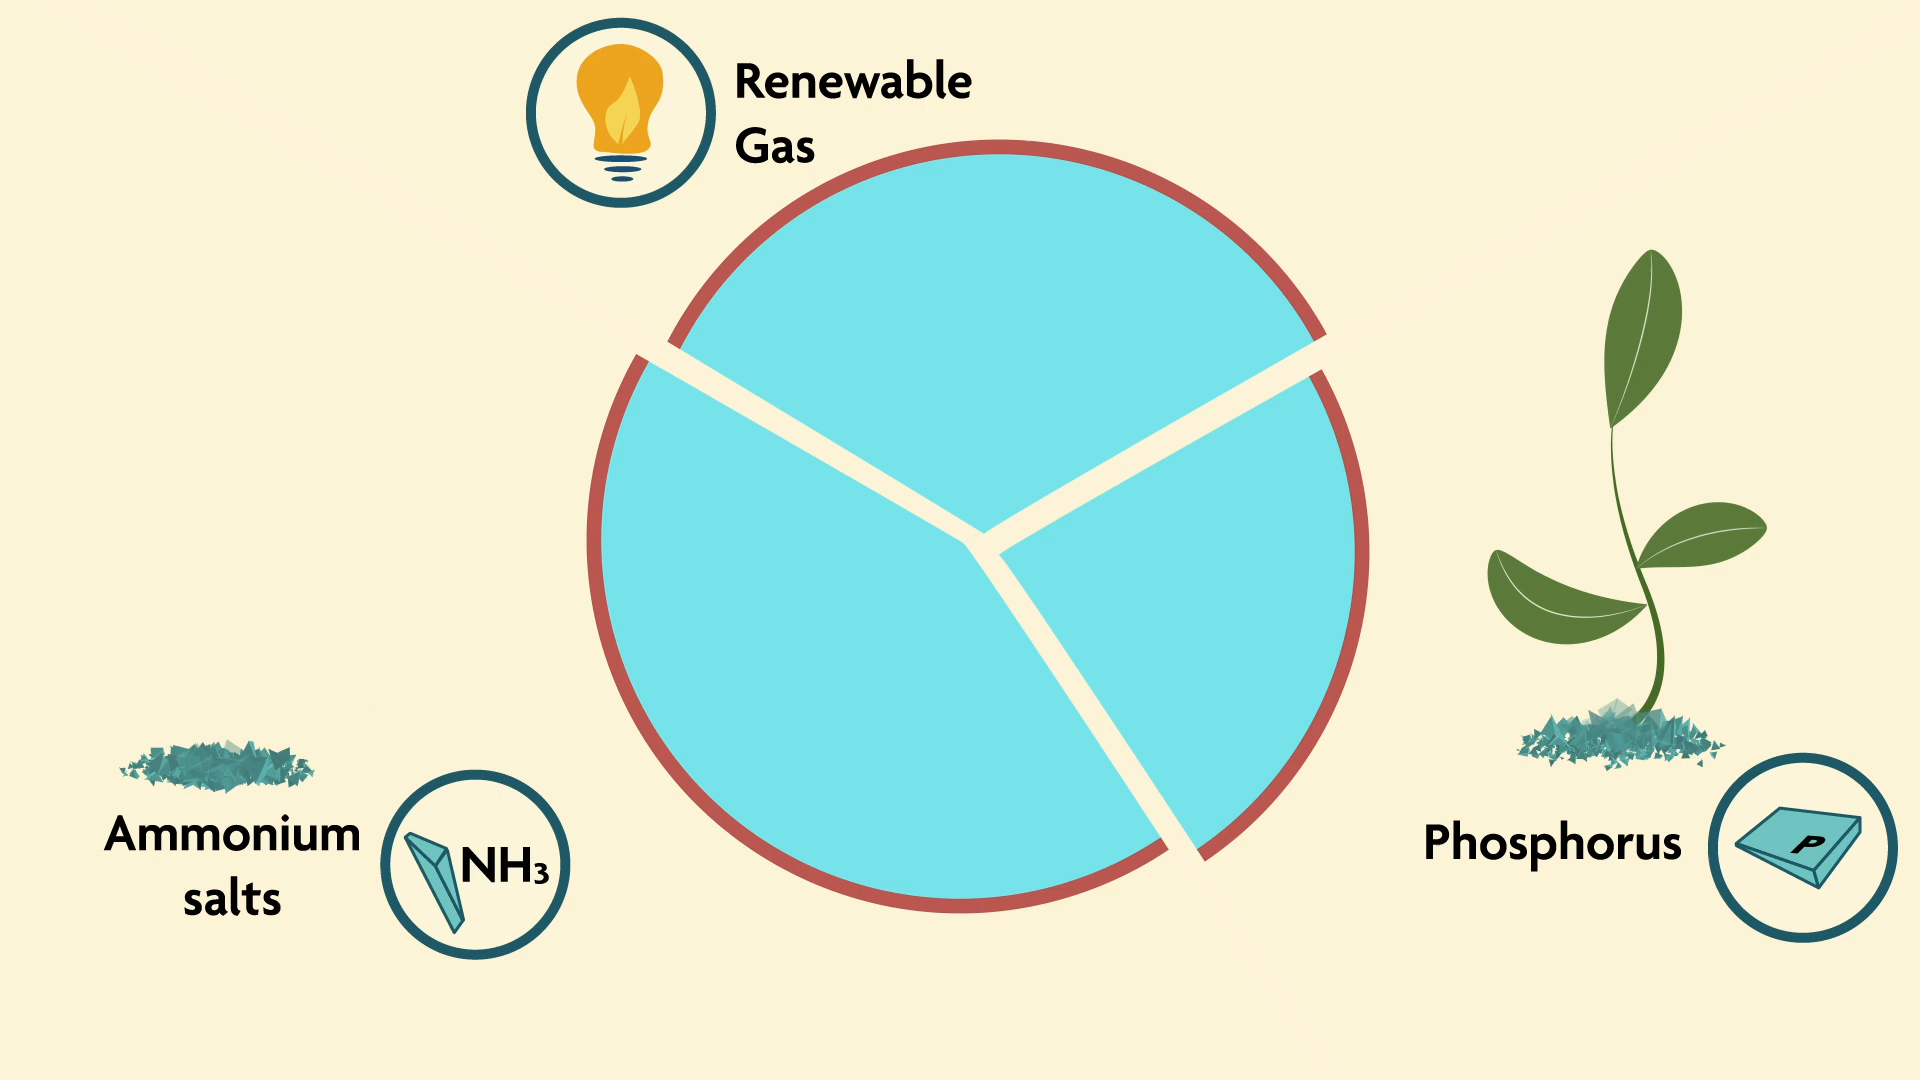 Renewable
Gas
Ammonium
salts
NH₃
Phosphorus
P